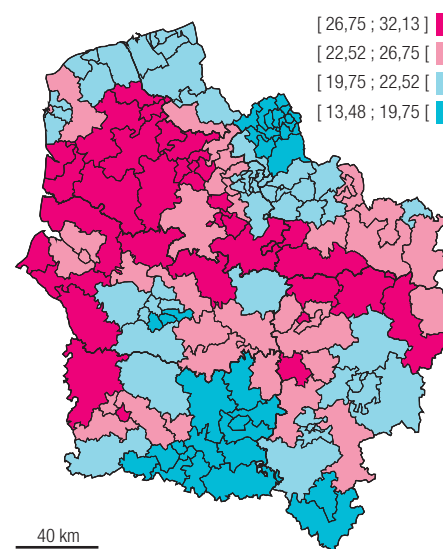 [ 26,75 ; 32,13 ]
[ 22,52 ; 26,75 [
[ 19,75 ; 22,52 [
[ 13,48 ; 19,75 [
40 km